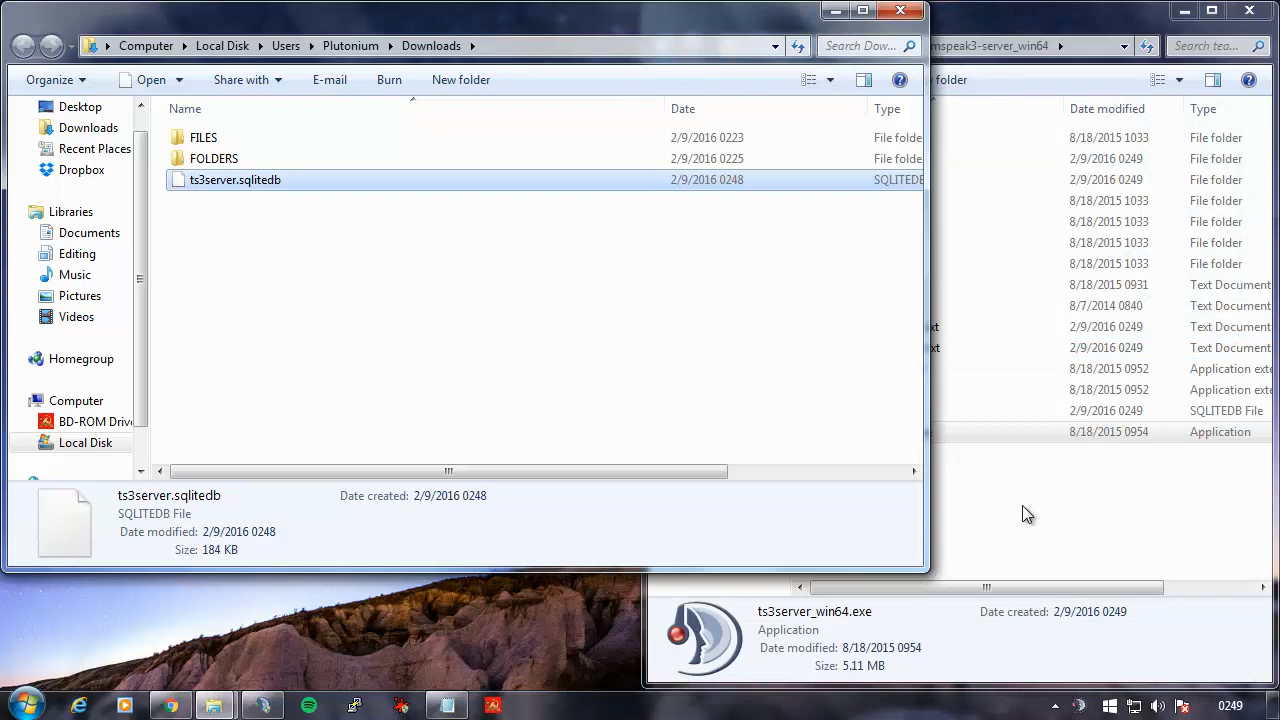 Computer Local Disk Users Plutonium Downloads
Search Dow...
Organize Open Share with E-mail Burn New folder
Name Date Type
FILES 2/9/2016 0223 File folde
FOLDERS 2/9/2016 0225 File folde
ts3server.sqlitedb 2/9/2016 0248 SQLITEDB
Desktop
Downloads
Recent Places
Dropbox
Libraries
Documents
Editing
Music
Pictures
Videos
Homegroup
Computer
BD-ROM Drive
Local Disk
ts3server.sqlitedb Date created: 2/9/2016 0248
SQLITEDB File
Date modified: 2/9/2016 0248
Size: 184 KB
mspeak3-server_win64
Search tea...
folder
Date modified Type
8/18/2015 1033 File folder
2/9/2016 0249 File folder
2/9/2016 0249 File folder
8/18/2015 1033 File folder
8/18/2015 1033 File folder
8/18/2015 1033 File folder
8/18/2015 1033 File folder
8/18/2015 0931 Text Document
8/7/2014 0840 Text Document
xt 2/9/2016 0249 Text Document
xt 2/9/2016 0249 Text Document
8/18/2015 0952 Application exte
8/18/2015 0952 Application exte
2/9/2016 0249 SQLITEDB File
8/18/2015 0954 Application
ts3server_win64.exe Date created: 2/9/2016 0249
Application
Date modified: 8/18/2015 0954
Size: 5.11 MB
0249